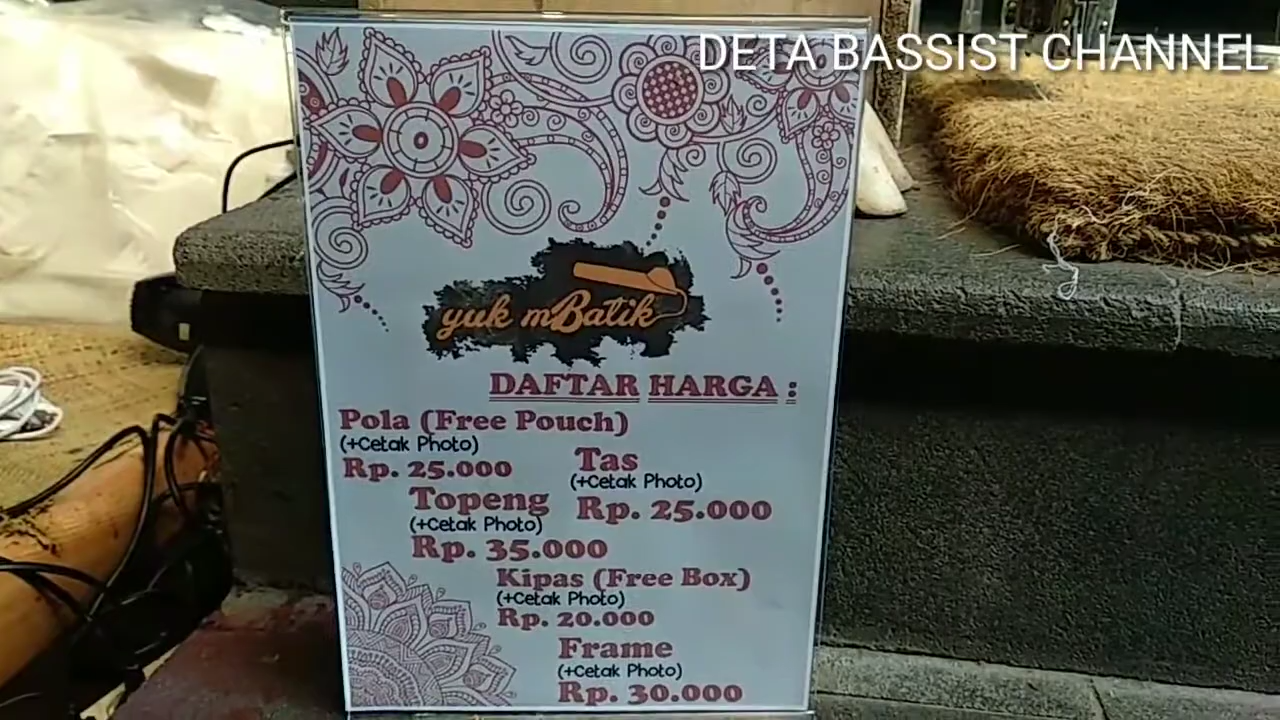 DETA BASSIST CHANNEL
yuk mBatik
DAFTAR HARGA :
Pola (Free Pouch)
(+Cetak Photo)
Rp. 25.000
Tas
(+Cetak Photo)
Rp. 25.000
Topeng
(+Cetak Photo)
Rp. 35.000
Kipas (Free Box)
(+Cetak Photo)
Rp. 20.000
Frame
(+Cetak Photo)
Rp. 30.000